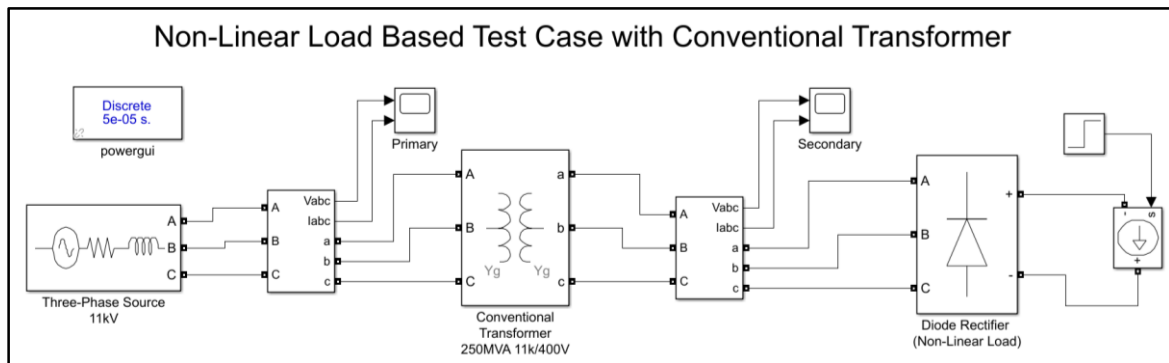 Non-Linear Load Based Test Case with Conventional Transformer
Discrete
5e-05 s.
powergui
Primary
Secondary
A
B
C
Three-Phase Source
11kV
A
B
C
Vabc
Iabc
a
b
c
A
B
C
a
b
c
Yg
Yg
Conventional
Transformer
250MVA 11k/400V
A
B
C
Vabc
Iabc
a
b
c
A
B
C
+
-
Diode Rectifier
(Non-Linear Load)
-
s
+